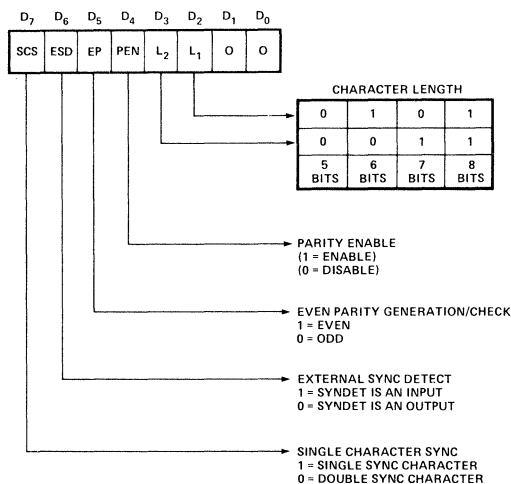 D7 D6 D5 D4 D3 D2 D1 D0
SCS ESD EP PEN L2 L1 O O
CHARACTER LENGTH
0 1 0 1
0 0 1 1
5 BITS 6 BITS 7 BITS 8 BITS
PARITY ENABLE
(1 = ENABLE)
(0 = DISABLE)
EVEN PARITY GENERATION/CHECK
1 = EVEN
0 = ODD
EXTERNAL SYNC DETECT
1 = SYNDET IS AN INPUT
0 = SYNDET IS AN OUTPUT
SINGLE CHARACTER SYNC
1 = SINGLE SYNC CHARACTER
0 = DOUBLE SYNC CHARACTER